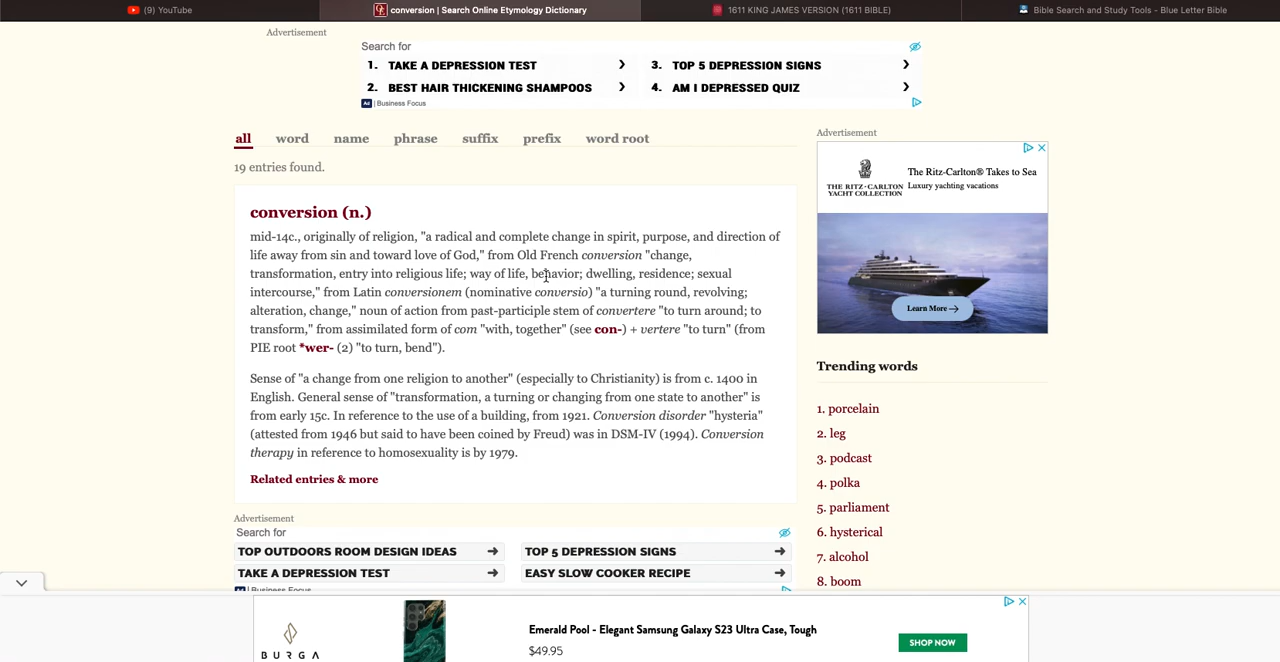 (9) YouTube
conversion | Search Online Etymology Dictionary
1611 KING JAMES VERSION (1611 BIBLE)
Bible Search and Study Tools - Blue Letter Bible
Advertisement
Search for
1. TAKE A DEPRESSION TEST
2. BEST HAIR THICKENING SHAMPOOS
3. TOP 5 DEPRESSION SIGNS
4. AM I DEPRESSED QUIZ
Ad | Business Focus
all word name phrase suffix prefix word root
19 entries found.
conversion (n.)
mid-14c., originally of religion, "a radical and complete change in spirit, purpose, and direction of
life away from sin and toward love of God," from Old French conversion "change,
transformation, entry into religious life; way of life, behavior; dwelling, residence; sexual
intercourse," from Latin conversionem (nominative conversio) "a turning round, revolving;
alteration, change," noun of action from past-participle stem of convertere "to turn around; to
transform," from assimilated form of com "with, together" (see con-) + vertere "to turn" (from
PIE root *wer- (2) "to turn, bend").
Sense of "a change from one religion to another" (especially to Christianity) is from c. 1400 in
English. General sense of "transformation, a turning or changing from one state to another" is
from early 15c. In reference to the use of a building, from 1921. Conversion disorder "hysteria"
(attested from 1946 but said to have been coined by Freud) was in DSM-IV (1994). Conversion
therapy in reference to homosexuality is by 1979.
Related entries & more
Advertisement
Search for
TOP OUTDOORS ROOM DESIGN IDEAS
TAKE A DEPRESSION TEST
TOP 5 DEPRESSION SIGNS
EASY SLOW COOKER RECIPE
Ad | Business Focus
Advertisement
THE RITZ-CARLTON
YACHT COLLECTION
The Ritz-Carlton® Takes to Sea
Luxury yachting vacations
Learn More
Trending words
1. porcelain
2. leg
3. podcast
4. polka
5. parliament
6. hysterical
7. alcohol
8. boom
BURGA
Emerald Pool - Elegant Samsung Galaxy S23 Ultra Case, Tough
$49.95
SHOP NOW